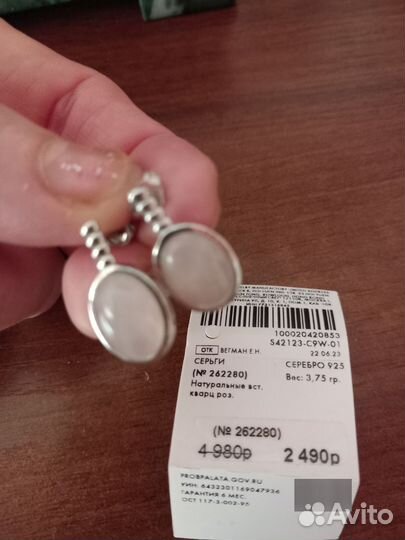 100020420853
S42123-C9W-01
ОТК ВЕГМАН Е.Н. 22.06.23
СЕРЬГИ СЕРЕБРО 925
(№ 262280) Вес: 3,75 гр.
Натуральные вст.
кварц роз.
(№ 262280)
4 980р 2 490р
PROBPALATA.GOV.RU
УИН: 6432301169047936
ГАРАНТИЯ 6 МЕС.
ОСТ 117-3-002-95
Avito